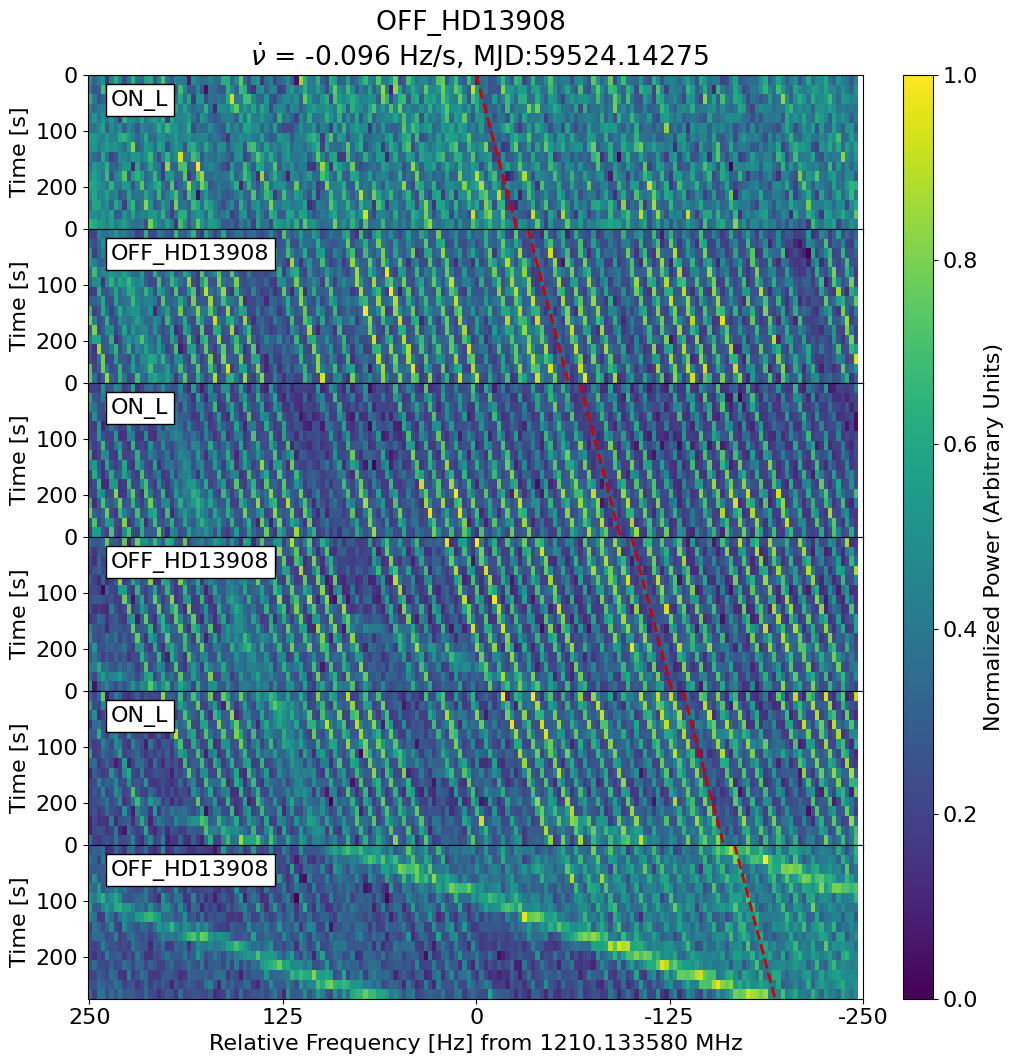 OFF_HD13908
ν̇ = -0.096 Hz/s, MJD:59524.14275
0
100
200
Time [s]
ON_L
0
100
200
Time [s]
OFF_HD13908
0
100
200
Time [s]
ON_L
0
100
200
Time [s]
OFF_HD13908
0
100
200
Time [s]
ON_L
0
100
200
Time [s]
OFF_HD13908
250 125 0 -125 -250
Relative Frequency [Hz] from 1210.133580 MHz
1.0
0.8
0.6
0.4
0.2
0.0
Normalized Power (Arbitrary Units)